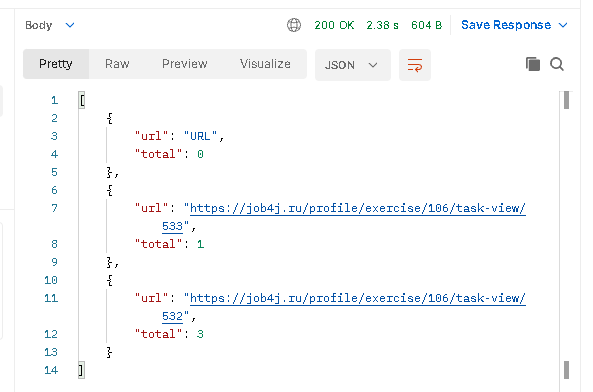 Body 200 OK 2.38 s 604 B Save Response
Pretty Raw Preview Visualize JSON
1 [
2 {
3 "url": "URL",
4 "total": 0
5 },
6 {
7 "url": "https://job4j.ru/profile/exercise/106/task-view/
533",
8 "total": 1
9 },
10 {
11 "url": "https://job4j.ru/profile/exercise/106/task-view/
532",
12 "total": 3
13 }
14 ]